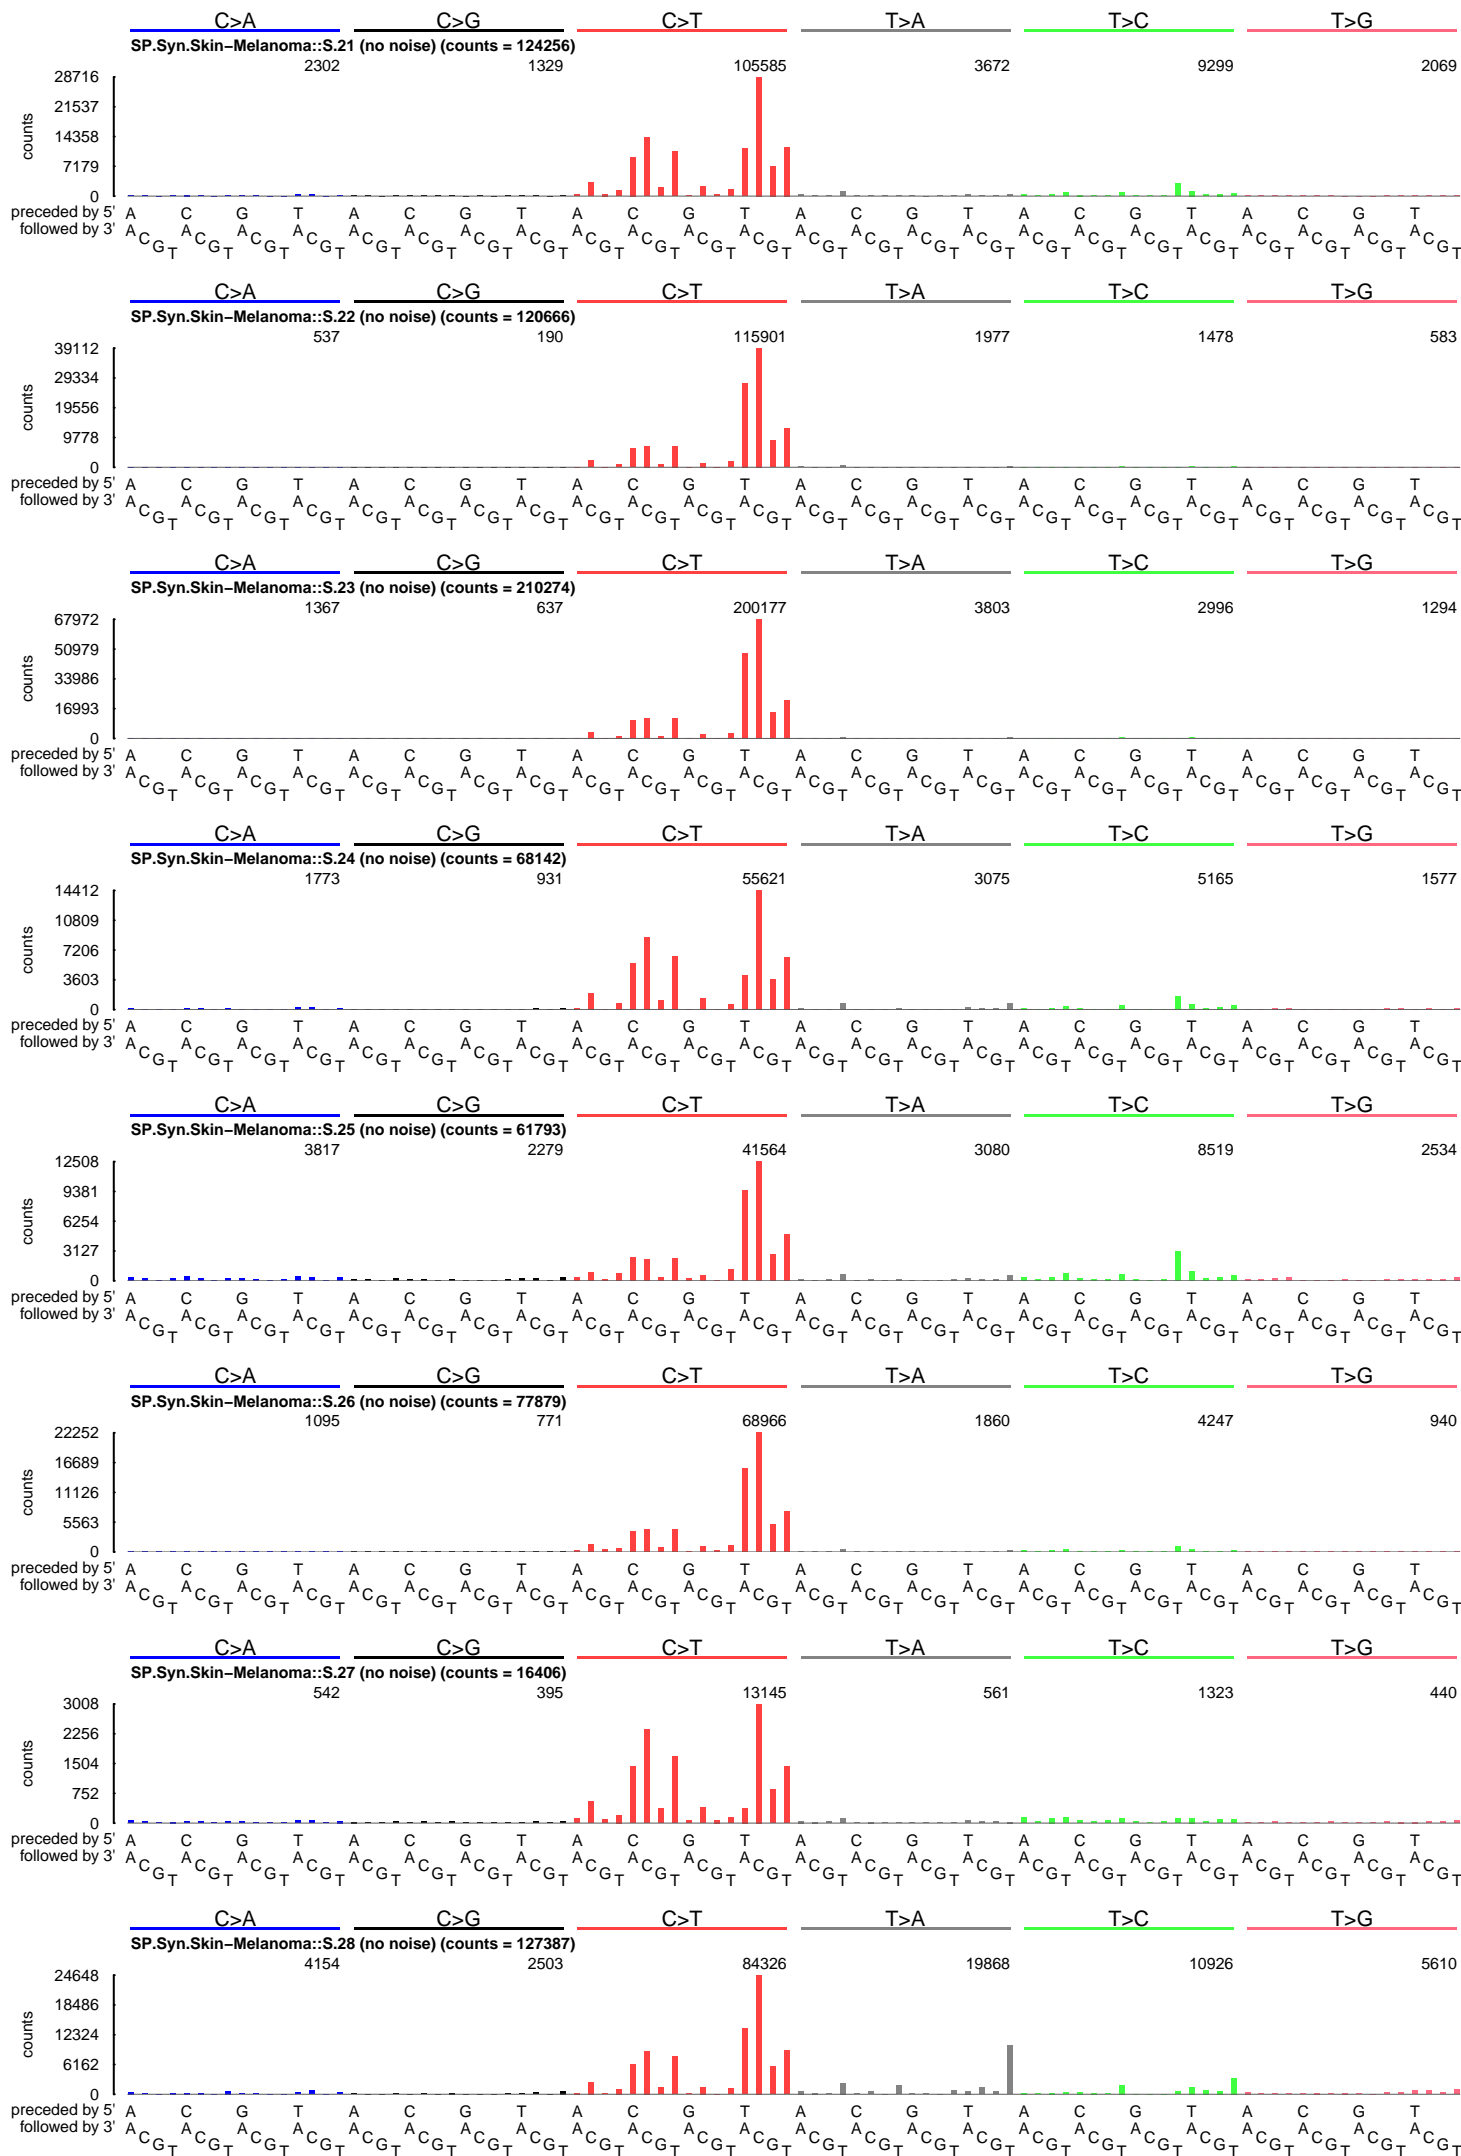 C>A C>G C>T T>A T>C T>G
SP.Syn.Skin−Melanoma::S.21 (no noise) (counts = 124256)
2302 1329 105585 3672 9299 2069
28716
21537
14358
7179
0
counts
preceded by 5' A C G T A C G T A C G T A C G T A C G T A C G T
followed by 3' A C G T A C G T A C G T A C G T A C G T A C G T A C G T A C G T A C G T A C G T A C G T A C G T A C G T A C G T A C G T A C G T A C G T A C G T A C G T A C G T A C G T A C G T A C G T A C G T
C>A C>G C>T T>A T>C T>G
SP.Syn.Skin−Melanoma::S.22 (no noise) (counts = 120666)
537 190 115901 1977 1478 583
39112
29334
19556
9778
0
counts
preceded by 5' A C G T A C G T A C G T A C G T A C G T A C G T
followed by 3' A C G T A C G T A C G T A C G T A C G T A C G T A C G T A C G T A C G T A C G T A C G T A C G T A C G T A C G T A C G T A C G T A C G T A C G T A C G T A C G T A C G T A C G T A C G T A C G T
C>A C>G C>T T>A T>C T>G
SP.Syn.Skin−Melanoma::S.23 (no noise) (counts = 210274)
1367 637 200177 3803 2996 1294
67972
50979
33986
16993
0
counts
preceded by 5' A C G T A C G T A C G T A C G T A C G T A C G T
followed by 3' A C G T A C G T A C G T A C G T A C G T A C G T A C G T A C G T A C G T A C G T A C G T A C G T A C G T A C G T A C G T A C G T A C G T A C G T A C G T A C G T A C G T A C G T A C G T A C G T
C>A C>G C>T T>A T>C T>G
SP.Syn.Skin−Melanoma::S.24 (no noise) (counts = 68142)
1773 931 55621 3075 5165 1577
14412
10809
7206
3603
0
counts
preceded by 5' A C G T A C G T A C G T A C G T A C G T A C G T
followed by 3' A C G T A C G T A C G T A C G T A C G T A C G T A C G T A C G T A C G T A C G T A C G T A C G T A C G T A C G T A C G T A C G T A C G T A C G T A C G T A C G T A C G T A C G T A C G T A C G T
C>A C>G C>T T>A T>C T>G
SP.Syn.Skin−Melanoma::S.25 (no noise) (counts = 61793)
3817 2279 41564 3080 8519 2534
12508
9381
6254
3127
0
counts
preceded by 5' A C G T A C G T A C G T A C G T A C G T A C G T
followed by 3' A C G T A C G T A C G T A C G T A C G T A C G T A C G T A C G T A C G T A C G T A C G T A C G T A C G T A C G T A C G T A C G T A C G T A C G T A C G T A C G T A C G T A C G T A C G T A C G T
C>A C>G C>T T>A T>C T>G
SP.Syn.Skin−Melanoma::S.26 (no noise) (counts = 77879)
1095 771 68966 1860 4247 940
22252
16689
11126
5563
0
counts
preceded by 5' A C G T A C G T A C G T A C G T A C G T A C G T
followed by 3' A C G T A C G T A C G T A C G T A C G T A C G T A C G T A C G T A C G T A C G T A C G T A C G T A C G T A C G T A C G T A C G T A C G T A C G T A C G T A C G T A C G T A C G T A C G T A C G T
C>A C>G C>T T>A T>C T>G
SP.Syn.Skin−Melanoma::S.27 (no noise) (counts = 16406)
542 395 13145 561 1323 440
3008
2256
1504
752
0
counts
preceded by 5' A C G T A C G T A C G T A C G T A C G T A C G T
followed by 3' A C G T A C G T A C G T A C G T A C G T A C G T A C G T A C G T A C G T A C G T A C G T A C G T A C G T A C G T A C G T A C G T A C G T A C G T A C G T A C G T A C G T A C G T A C G T A C G T
C>A C>G C>T T>A T>C T>G
SP.Syn.Skin−Melanoma::S.28 (no noise) (counts = 127387)
4154 2503 84326 19868 10926 5610
24648
18486
12324
6162
0
counts
preceded by 5' A C G T A C G T A C G T A C G T A C G T A C G T
followed by 3' A C G T A C G T A C G T A C G T A C G T A C G T A C G T A C G T A C G T A C G T A C G T A C G T A C G T A C G T A C G T A C G T A C G T A C G T A C G T A C G T A C G T A C G T A C G T A C G T